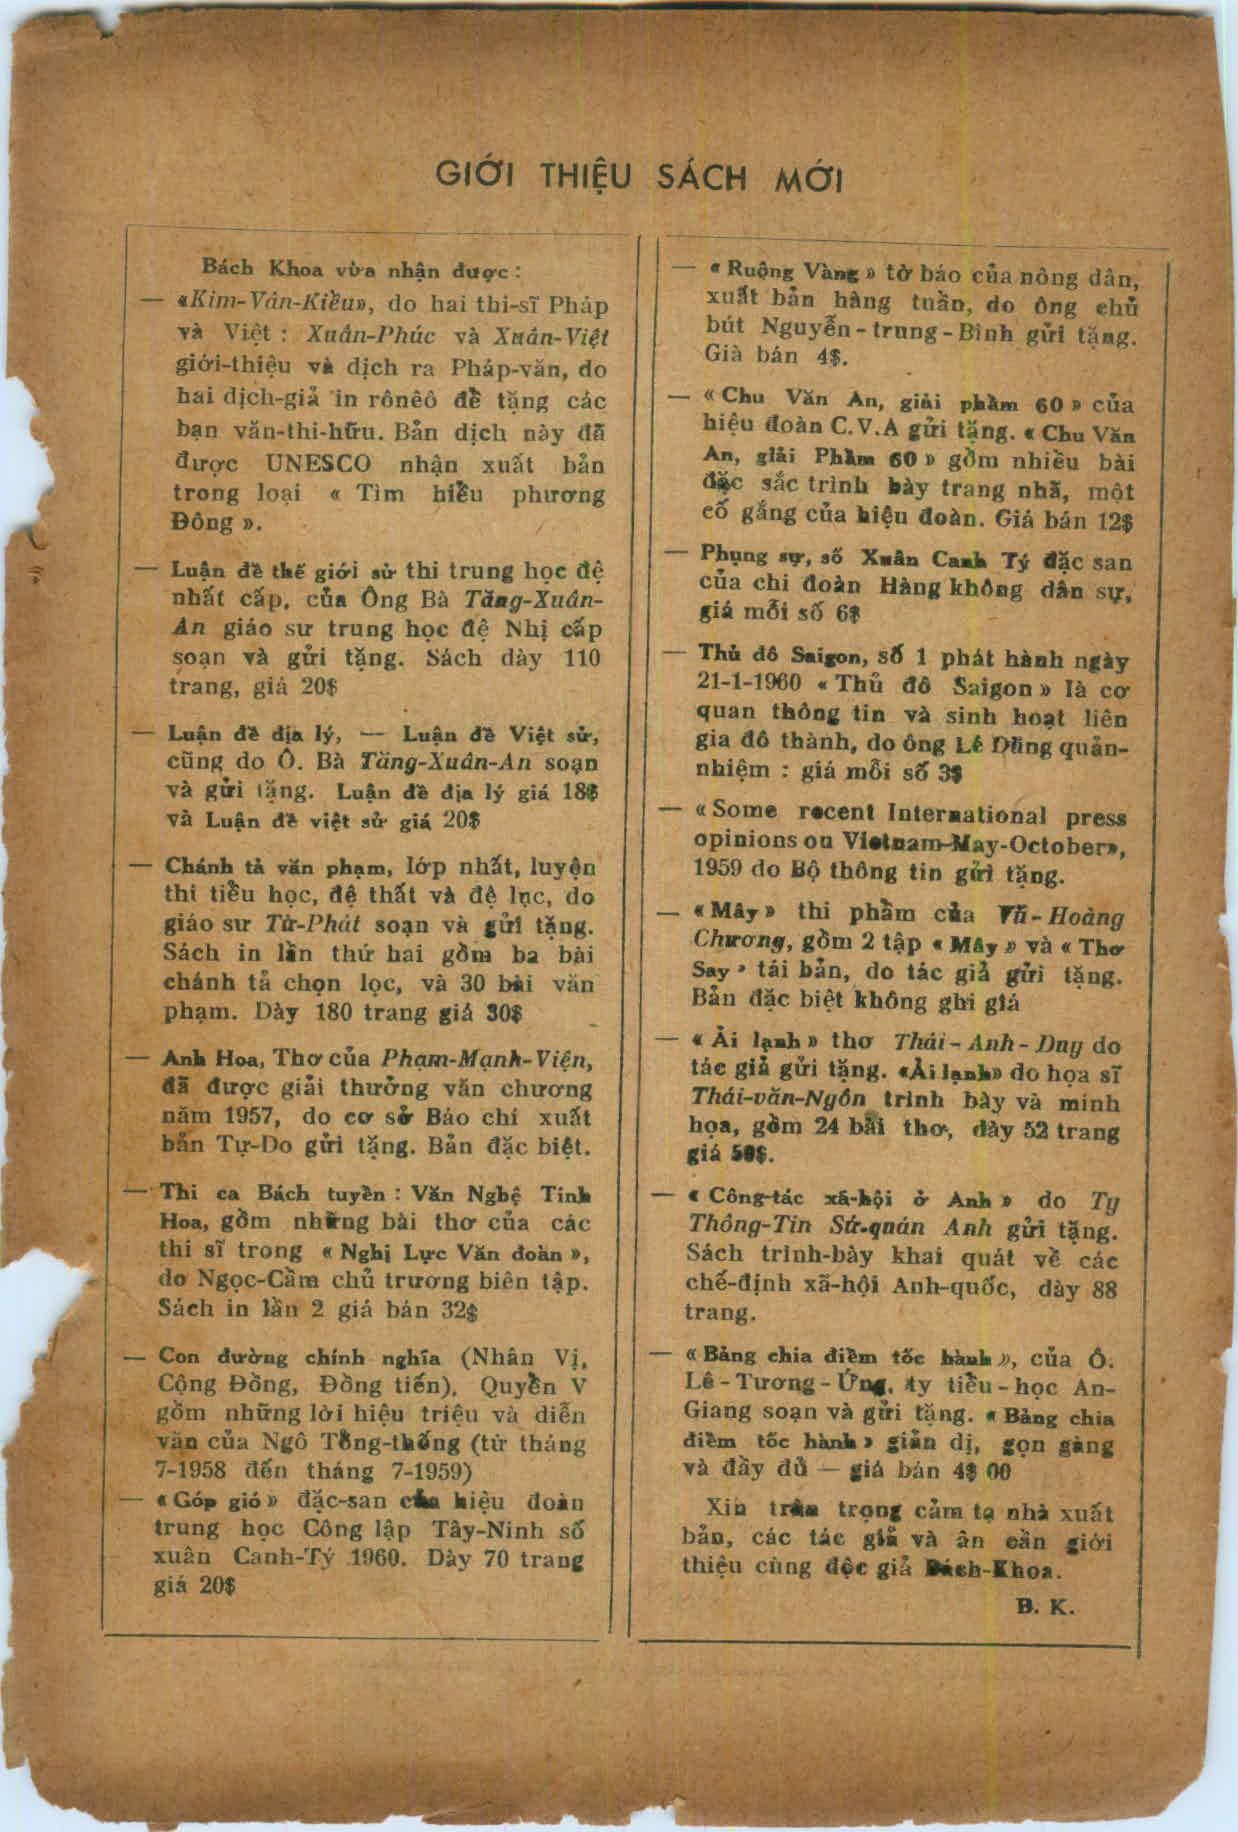 GIỚI THIỆU SÁCH MỚI
Bách Khoa vừa nhận được :
— «Kim-Vân-Kiều», do hai thi-sĩ Pháp
và Việt : Xuân-Phúc và Xuân-Việt
giới-thiệu và dịch ra Pháp-văn, do
hai dịch-giả in rônêô để tặng các
bạn văn-thi-hữu. Bản dịch này đã
được UNESCO nhận xuất bản
trong loại « Tìm hiểu phương
Đông ».
— Luận đề thế giới sử thi trung học đệ
nhất cấp, của Ông Bà Tăng-Xuân-
An giáo sư trung học đệ Nhị cấp
soạn và gửi tặng. Sách dày 110
trang, giá 20$
— Luận đề địa lý, — Luận đề Việt sử,
cũng do Ô. Bà Tăng-Xuân-An soạn
và gửi tặng. Luận đề địa lý giá 18$
và Luận đề việt sử giá 20$
— Chánh tả văn phạm, lớp nhất, luyện
thi tiểu học, đệ thất và đệ lục, do
giáo sư Từ-Phát soạn và gửi tặng.
Sách in lần thứ hai gồm ba bài
chánh tả chọn lọc, và 30 bài văn
phạm. Dày 180 trang giá 30$
— Anh Hoa, Thơ của Phạm-Mạnh-Viện,
đã được giải thưởng văn chương
năm 1957, do cơ sở Báo chí xuất
bản Tự-Do gửi tặng. Bản đặc biệt.
— Thi ca Bách tuyển : Văn Nghệ Tinh
Hoa, gồm những bài thơ của các
thi sĩ trong « Nghị Lực Văn đoàn »,
do Ngọc-Cầm chủ trương biên tập.
Sách in lần 2 giá bán 32$
— Con đường chính nghĩa (Nhân Vị,
Cộng Đồng, Đồng tiến), Quyển V
gồm những lời hiệu triệu và diễn
văn của Ngô Tổng-thống (từ tháng
7-1958 đến tháng 7-1959)
— « Góp gió » đặc-san của hiệu đoàn
trung học Công lập Tây-Ninh số
xuân Canh-Tý 1960. Dày 70 trang
giá 20$
— « Ruộng Vàng » tờ báo của nông dân,
xuất bản hàng tuần, do ông chủ
bút Nguyễn-trung-Bình gửi tặng.
Già bán 4$.
— « Chu Văn An, giải phẩm 60 » của
hiệu đoàn C.V.A gửi tặng. « Chu Văn
An, giải Phẩm 60 » gồm nhiều bài
đặc sắc trình bày trang nhã, một
cố gắng của hiệu đoàn. Giá bán 12$
— Phụng sự, số Xuân Canh Tý đặc san
của chi đoàn Hàng không dân sự,
giá mỗi số 6$
— Thủ đô Saigon, số 1 phát hành ngày
21-1-1960 « Thủ đô Saigon » là cơ
quan thông tin và sinh hoạt liên
gia đô thành, do ông Lê Dũng quản-
nhiệm : giá mỗi số 3$
— « Some recent International press
opinions on Vietnam-May-October»,
1959 do Bộ thông tin gửi tặng.
— « Mây » thi phẩm của Vũ-Hoàng
Chương, gồm 2 tập « Mây » và « Thơ
Say » tái bản, do tác giả gửi tặng.
Bản đặc biệt không ghi giá
— « Ải lạnh » thơ Thái-Anh-Duy do
tác giả gửi tặng. «Ải lạnh» do họa sĩ
Thái-văn-Ngôn trình bày và minh
họa, gồm 24 bài thơ, dày 52 trang
giá 50$.
— « Công-tác xã-hội ở Anh » do Ty
Thông-Tin Sứ-quán Anh gửi tặng.
Sách trình-bày khai quát về các
chế-định xã-hội Anh-quốc, dày 88
trang.
— « Bảng chia điểm tốc hành », của Ô.
Lê-Tương-Ứng, ty tiểu-học An-
Giang soạn và gửi tặng. « Bảng chia
điểm tốc hành » giản dị, gọn gàng
và đầy đủ — giá bán 4$ 00
Xin trân trọng cảm tạ nhà xuất
bản, các tác giả và ân cần giới
thiệu cùng độc giả Bách-Khoa.
B. K.